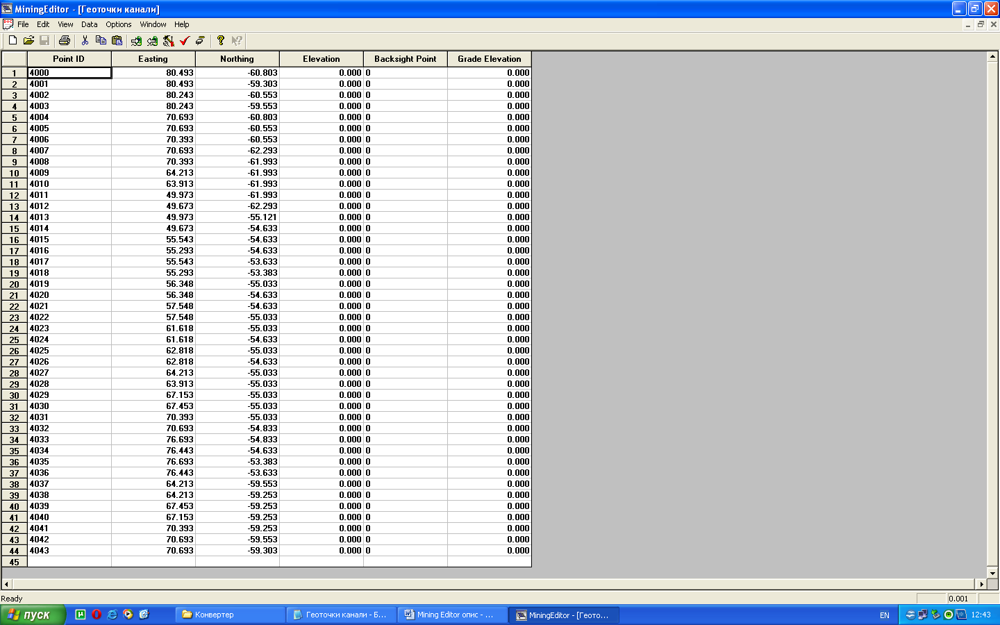 MiningEditor - [Геоточки канали]
File Edit View Data Options Window Help
Point ID Easting Northing Elevation Backsight Point Grade Elevation
1 4000 80.493 -60.803 0.000 0 0.000
2 4001 80.493 -59.303 0.000 0 0.000
3 4002 80.243 -60.553 0.000 0 0.000
4 4003 80.243 -59.553 0.000 0 0.000
5 4004 70.693 -60.803 0.000 0 0.000
6 4005 70.693 -60.553 0.000 0 0.000
7 4006 70.393 -60.553 0.000 0 0.000
8 4007 70.693 -62.293 0.000 0 0.000
9 4008 70.393 -61.993 0.000 0 0.000
10 4009 64.213 -61.993 0.000 0 0.000
11 4010 63.913 -61.993 0.000 0 0.000
12 4011 49.973 -61.993 0.000 0 0.000
13 4012 49.673 -62.293 0.000 0 0.000
14 4013 49.973 -55.121 0.000 0 0.000
15 4014 49.673 -54.633 0.000 0 0.000
16 4015 55.543 -54.633 0.000 0 0.000
17 4016 55.293 -54.633 0.000 0 0.000
18 4017 55.543 -53.633 0.000 0 0.000
19 4018 55.293 -53.383 0.000 0 0.000
20 4019 56.348 -55.033 0.000 0 0.000
21 4020 56.348 -54.633 0.000 0 0.000
22 4021 57.548 -54.633 0.000 0 0.000
23 4022 57.548 -55.033 0.000 0 0.000
24 4023 61.618 -55.033 0.000 0 0.000
25 4024 61.618 -54.633 0.000 0 0.000
26 4025 62.818 -55.033 0.000 0 0.000
27 4026 62.818 -54.633 0.000 0 0.000
28 4027 64.213 -55.033 0.000 0 0.000
29 4028 63.913 -55.033 0.000 0 0.000
30 4029 67.153 -55.033 0.000 0 0.000
31 4030 67.453 -55.033 0.000 0 0.000
32 4031 70.393 -55.033 0.000 0 0.000
33 4032 70.693 -54.833 0.000 0 0.000
34 4033 76.693 -54.833 0.000 0 0.000
35 4034 76.443 -54.633 0.000 0 0.000
36 4035 76.693 -53.383 0.000 0 0.000
37 4036 76.443 -53.633 0.000 0 0.000
38 4037 64.213 -59.553 0.000 0 0.000
39 4038 64.213 -59.253 0.000 0 0.000
40 4039 67.453 -59.253 0.000 0 0.000
41 4040 67.153 -59.253 0.000 0 0.000
42 4041 70.393 -59.253 0.000 0 0.000
43 4042 70.693 -59.553 0.000 0 0.000
44 4043 70.693 -59.303 0.000 0 0.000
45
Ready 0.001
пуск Конвертер Геоточки канали - Б... Mining Editor опис - ... MiningEditor - [Геото... EN 12:43